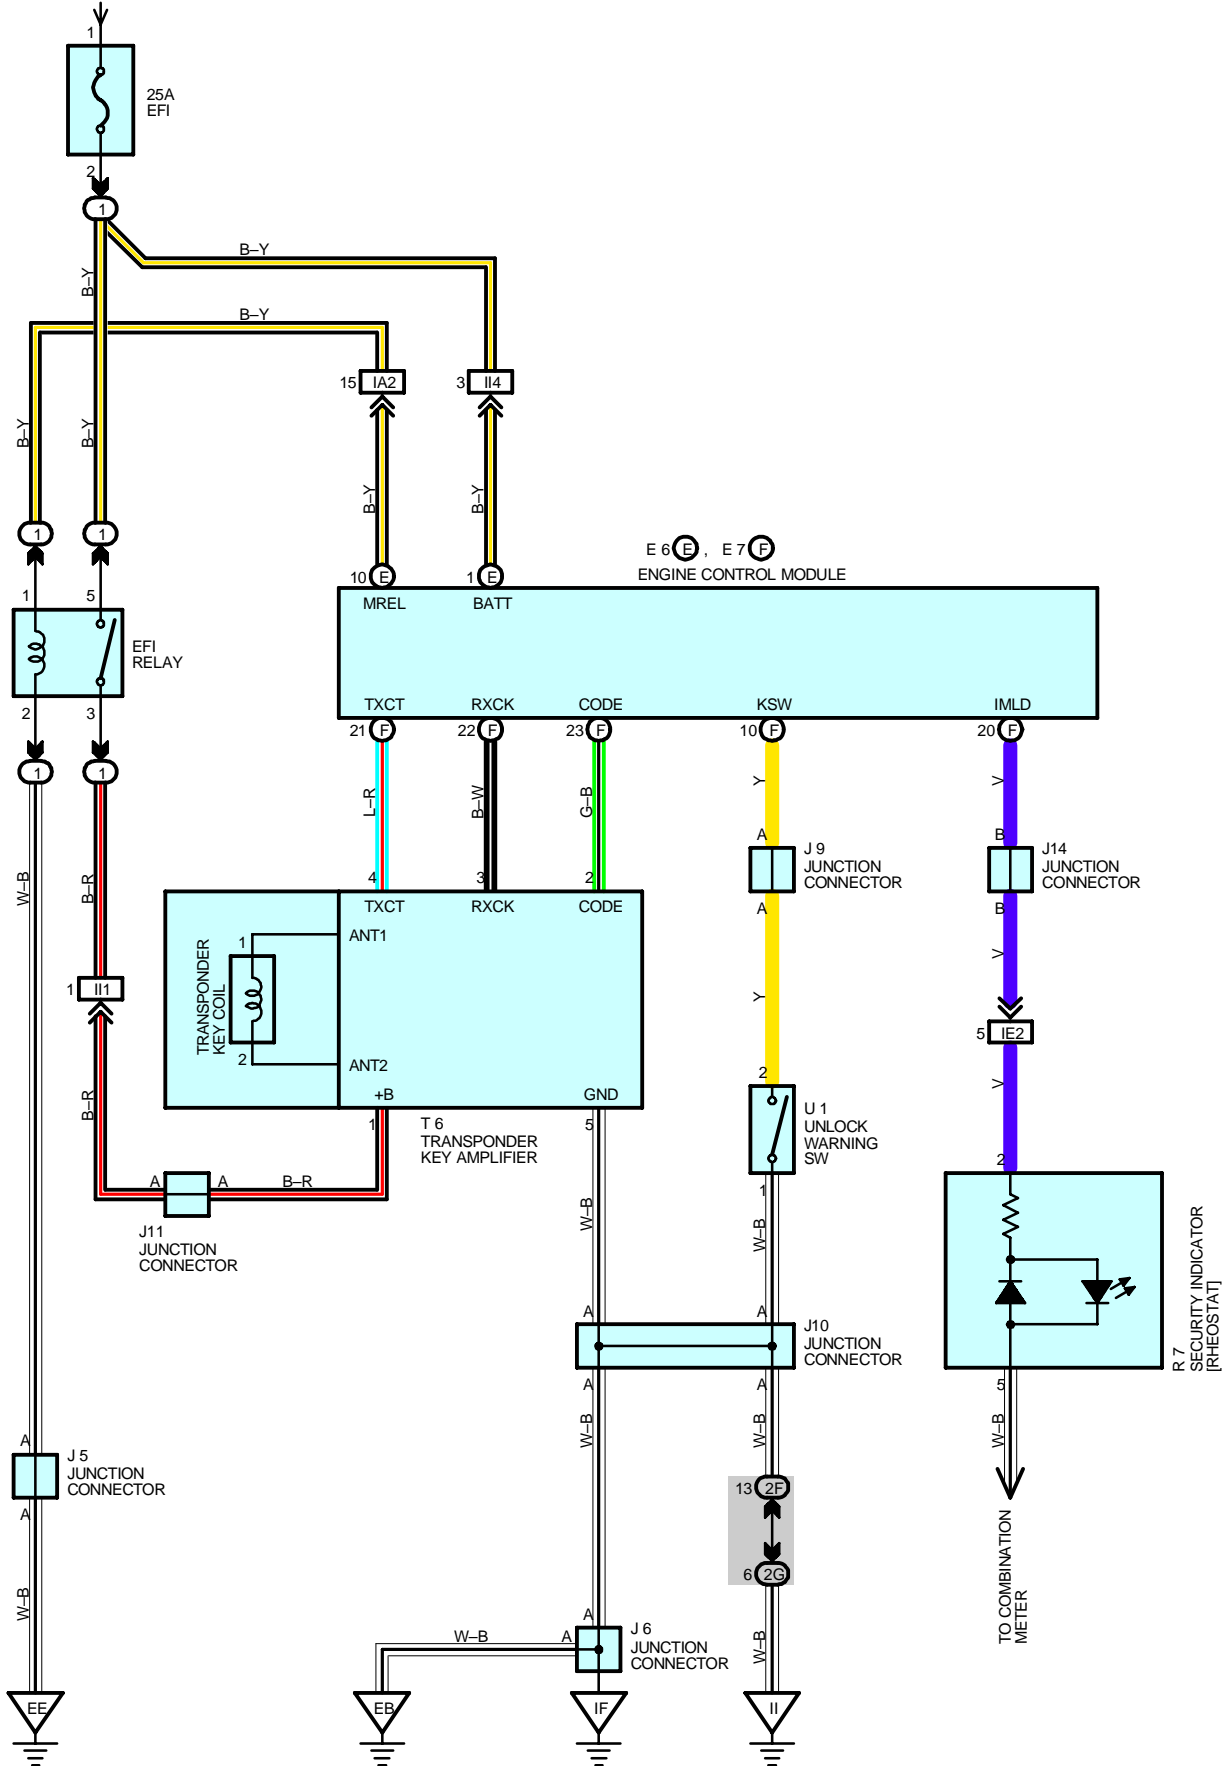 1
25A
EFI
2
1
B–Y
B–Y
B–Y
15 IA2
3 II4
B–Y
B–Y
B–Y
B–Y
1
1
E 6 E , E 7 F
ENGINE CONTROL MODULE
10 E
1 E
MREL
BATT
1
5
EFI
RELAY
2
3
TXCT
RXCK
CODE
KSW
IMLD
21 F
22 F
23 F
10 F
20 F
1
1
L–R
B–W
G–B
Y
V
A
B
J 9
JUNCTION
CONNECTOR
J14
JUNCTION
CONNECTOR
4
3
2
A
B
W–B
B–R
TXCT
RXCK
CODE
ANT1
1
TRANSPONDER
KEY COIL
2
ANT2
+B
GND
Y
V
1 II1
5 IE2
2
V
B–R
1
T 6
TRANSPONDER
KEY AMPLIFIER
5
U 1
UNLOCK
WARNING
SW
2
A
A
B–R
J11
JUNCTION
CONNECTOR
1
W–B
W–B
R 7
SECURITY INDICATOR
[RHEOSTAT]
A
A
J10
JUNCTION
CONNECTOR
A
A
5
W–B
W–B
W–B
A
J 5
JUNCTION
CONNECTOR
A
13 2F
6 2G
TO COMBINATION
METER
W–B
A
W–B
A
J 6
JUNCTION
CONNECTOR
W–B
EE
EB
IF
II